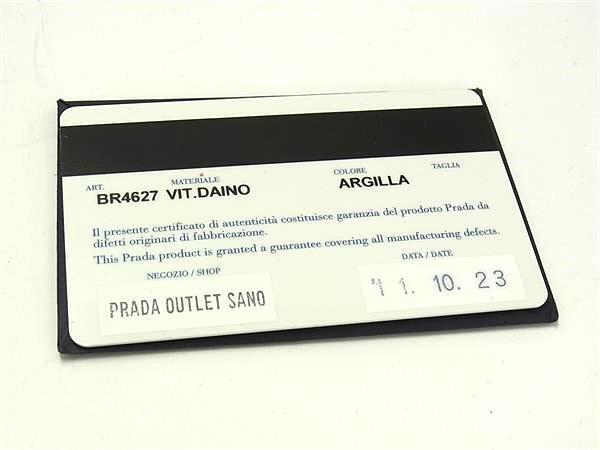 ART. MATERIALE COLORE TAGLIA
BR4627 VIT.DAINO ARGILLA
Il presente certificato di autenticità costituisce garanzia del prodotto Prada da
difetti originari di fabbricazione.
This Prada product is granted a guarantee covering all manufacturing defects.
NEGOZIO / SHOP DATA / DATE
PRADA OUTLET SANO '11. 10. 23